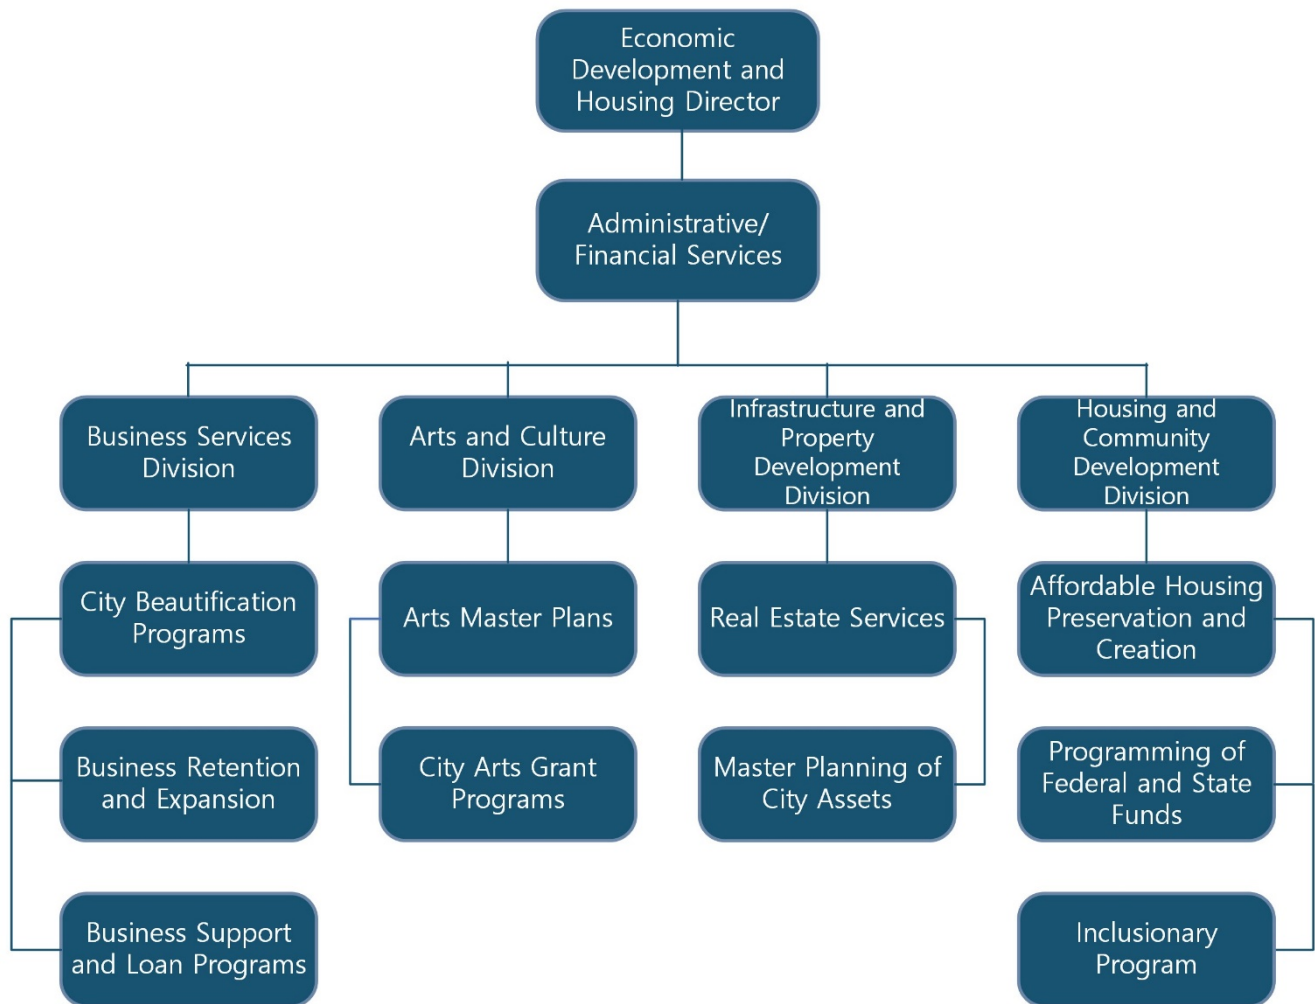 Economic
Development and
Housing Director
Administrative/
Financial Services
Business Services
Division
Arts and Culture
Division
Infrastructure and
Property
Development
Division
Housing and
Community
Development
Division
City Beautification
Programs
Arts Master Plans
Real Estate Services
Affordable Housing
Preservation and
Creation
Business Retention
and Expansion
City Arts Grant
Programs
Master Planning of
City Assets
Programming of
Federal and State
Funds
Business Support
and Loan Programs
Inclusionary
Program